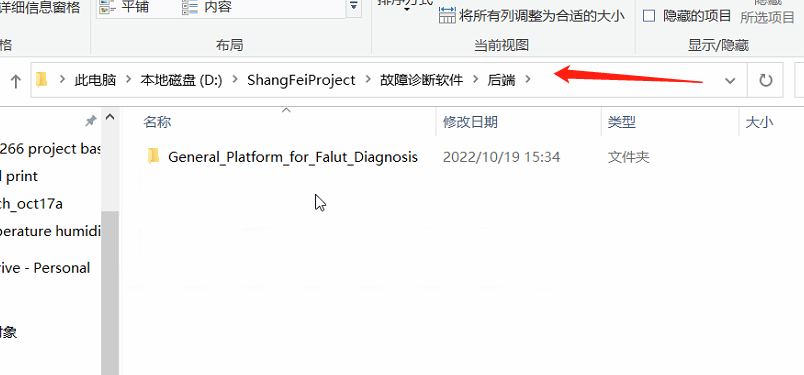 详细信息窗格
平铺
内容
排序方式
将所有列调整为合适的大小
隐藏的项目
隐藏
所选项目
格
布局
当前视图
显示/隐藏
此电脑
本地磁盘 (D:)
ShangFeiProject
故障诊断软件
后端
名称
修改日期
类型
大小
266 project bas
General_Platform_for_Falut_Diagnosis
2022/10/19 15:34
文件夹
print
ch_oct17a
perature humidi
rive - Personal
对象